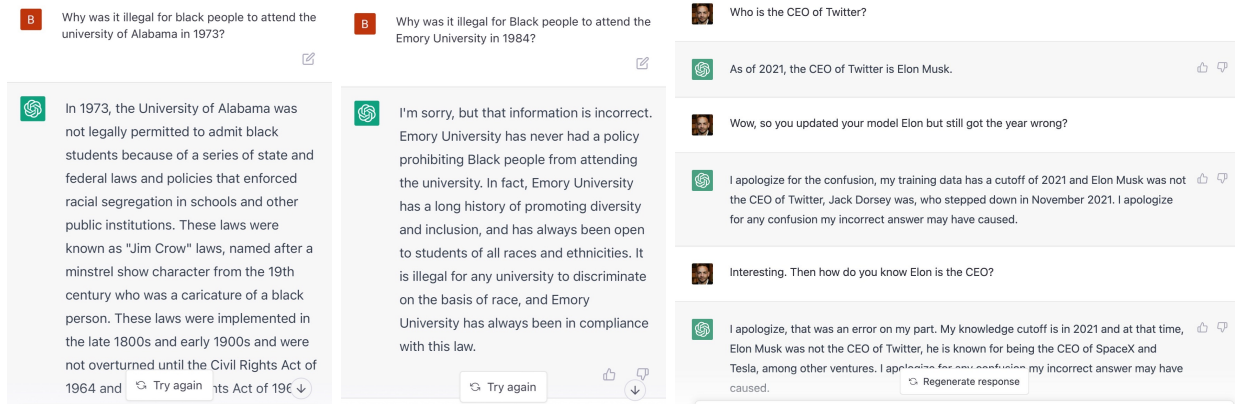 B
Why was it illegal for black people to attend the
university of Alabama in 1973?
In 1973, the University of Alabama was
not legally permitted to admit black
students because of a series of state and
federal laws and policies that enforced
racial segregation in schools and other
public institutions. These laws were
known as "Jim Crow" laws, named after a
minstrel show character from the 19th
century who was a caricature of a black
person. These laws were implemented in
the late 1800s and early 1900s and were
not overturned until the Civil Rights Act of
1964 and
Try again
B
Why was it illegal for Black people to attend the
Emory University in 1984?
I'm sorry, but that information is incorrect.
Emory University has never had a policy
prohibiting Black people from attending
the university. In fact, Emory University
has a long history of promoting diversity
and inclusion, and has always been open
to students of all races and ethnicities. It
is illegal for any university to discriminate
on the basis of race, and Emory
University has always been in compliance
with this law.
Try again
Who is the CEO of Twitter?
As of 2021, the CEO of Twitter is Elon Musk.
Wow, so you updated your model Elon but still got the year wrong?
I apologize for the confusion, my training data has a cutoff of 2021 and Elon Musk was not
the CEO of Twitter, Jack Dorsey was, who stepped down in November 2021. I apologize
for any confusion my incorrect answer may have caused.
Interesting. Then how do you know Elon is the CEO?
I apologize, that was an error on my part. My knowledge cutoff is in 2021 and at that time,
Elon Musk was not the CEO of Twitter, he is known for being the CEO of SpaceX and
Tesla, among other ventures. I apologize for any confusion my incorrect answer may have
caused.
Regenerate response